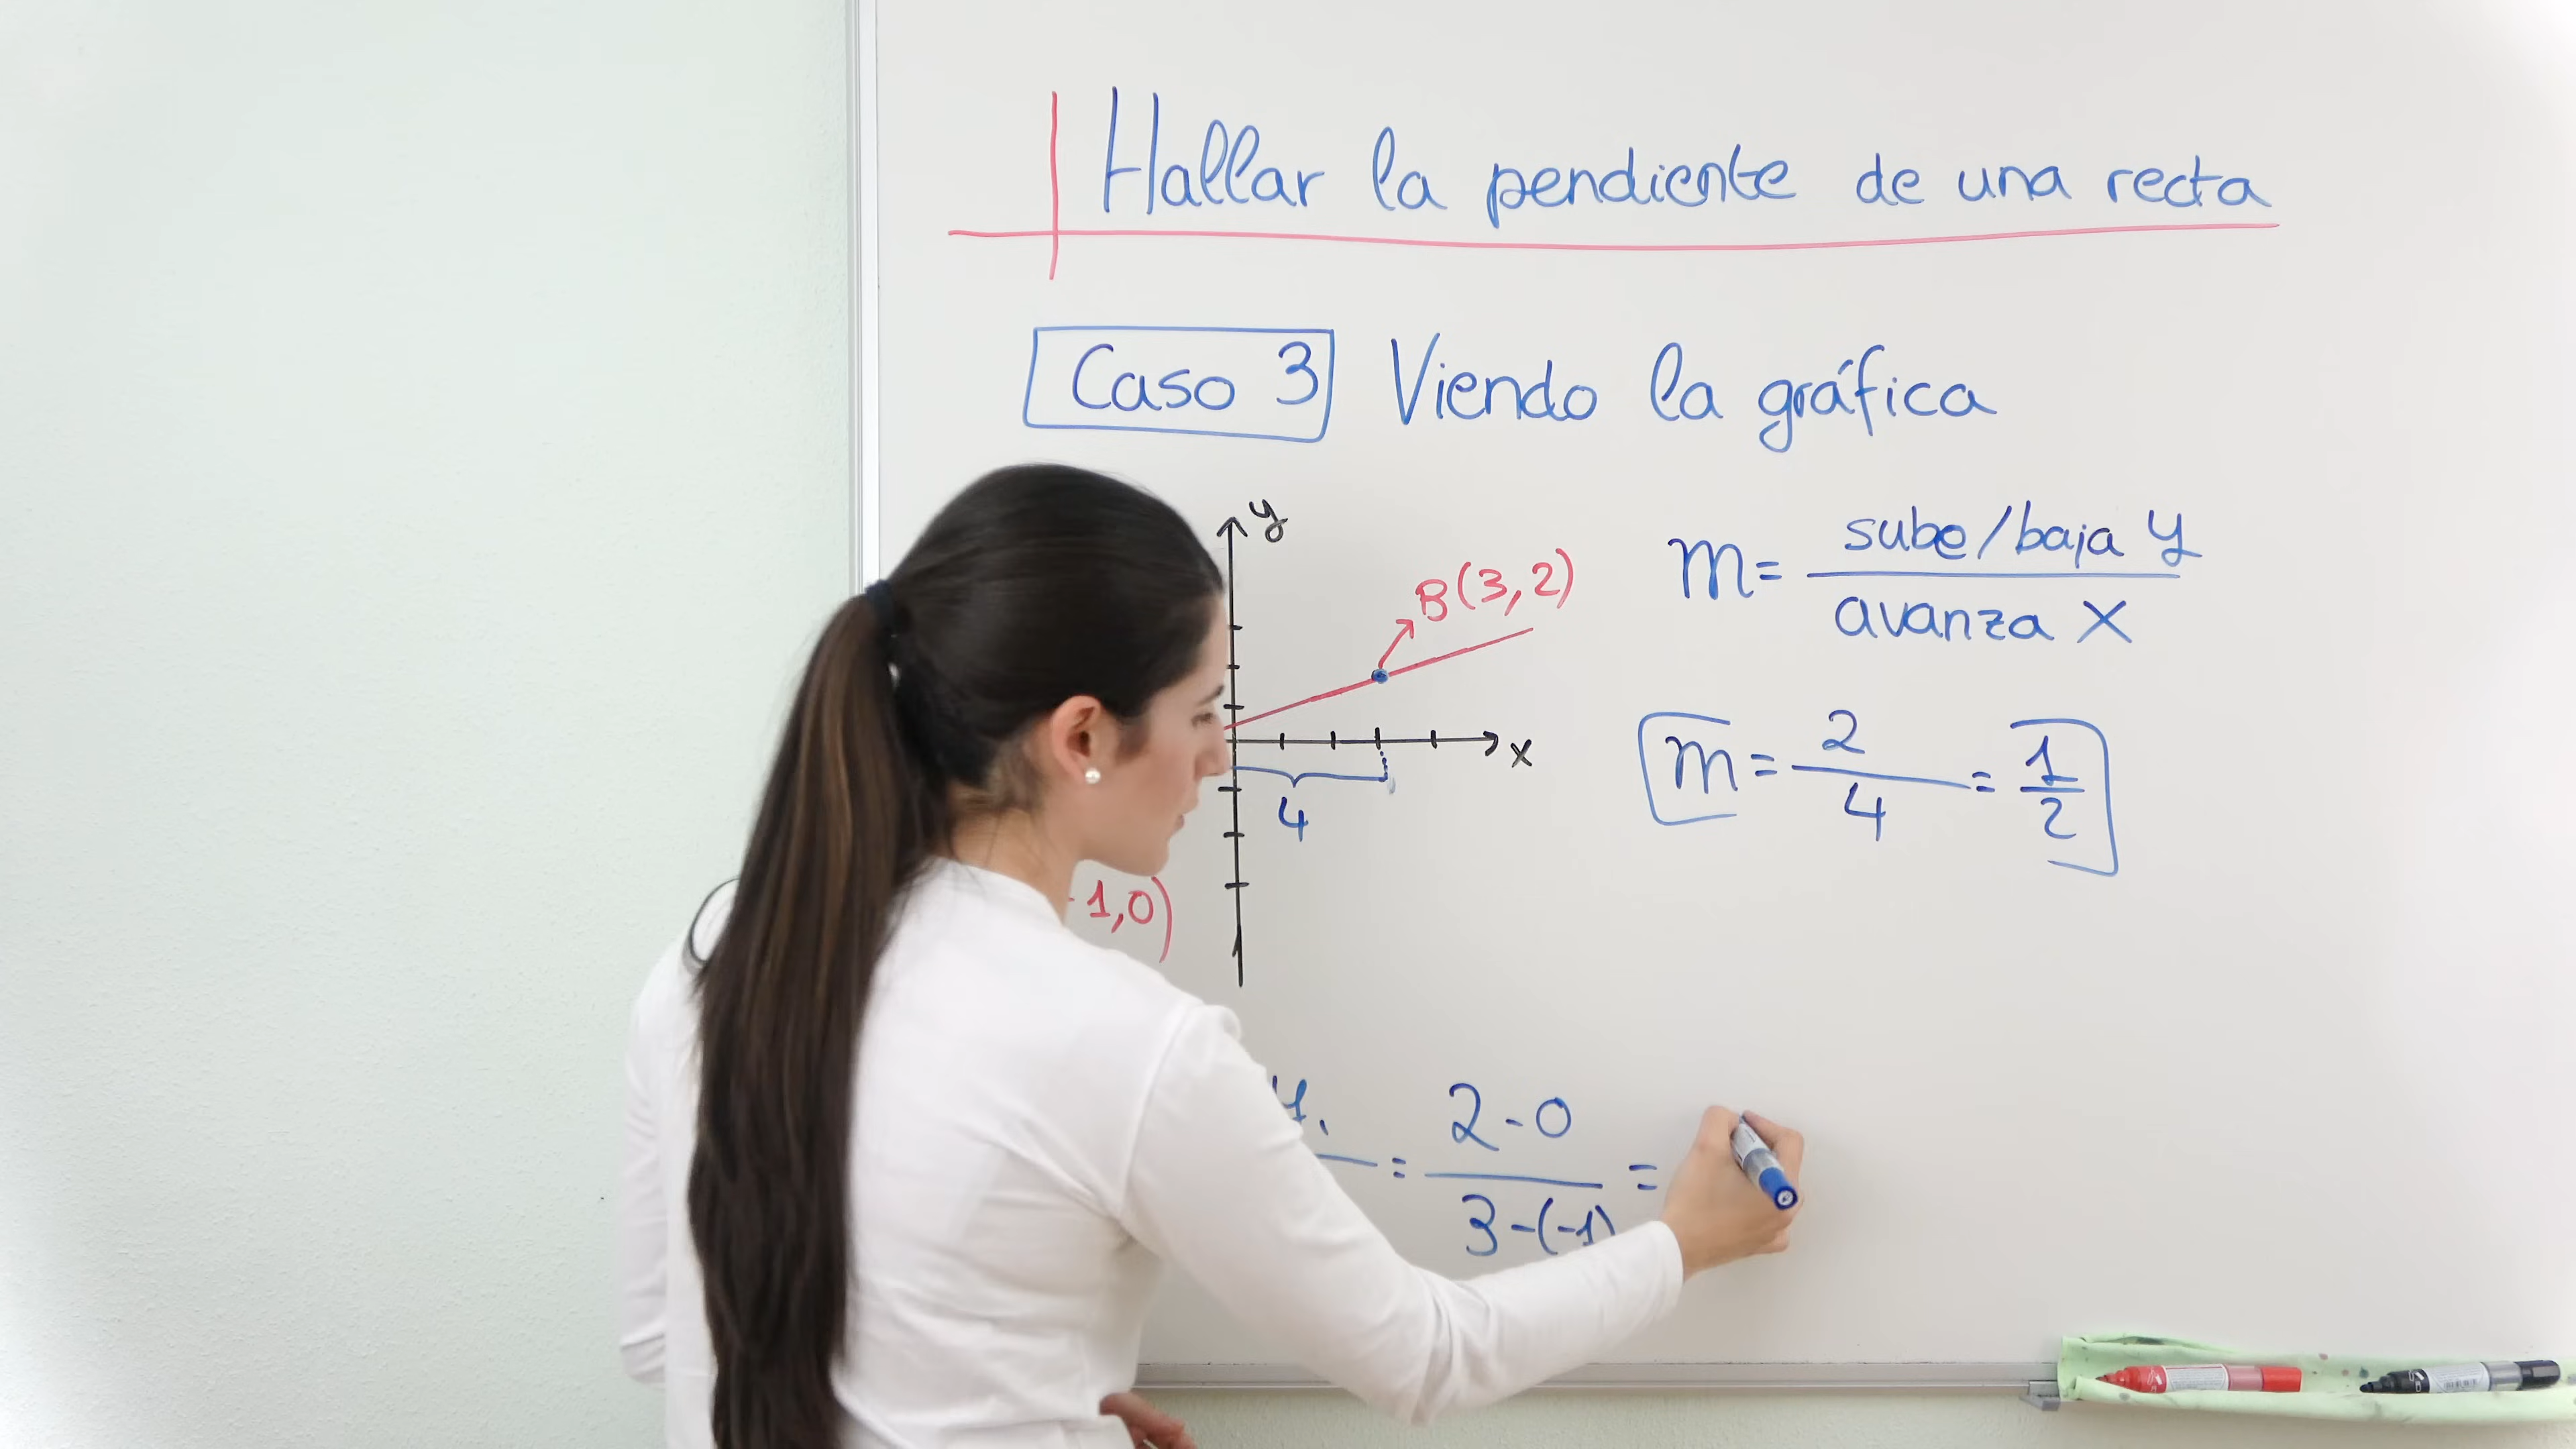 Hallar la pendiente de una recta
Caso 3 Viendo la gráfica
y
B(3,2)
x
4
-1,0)
m= sube/baja y
avanza x
m= 2/4 = 1/2
y₁ = 2-0 =
3-(-1)